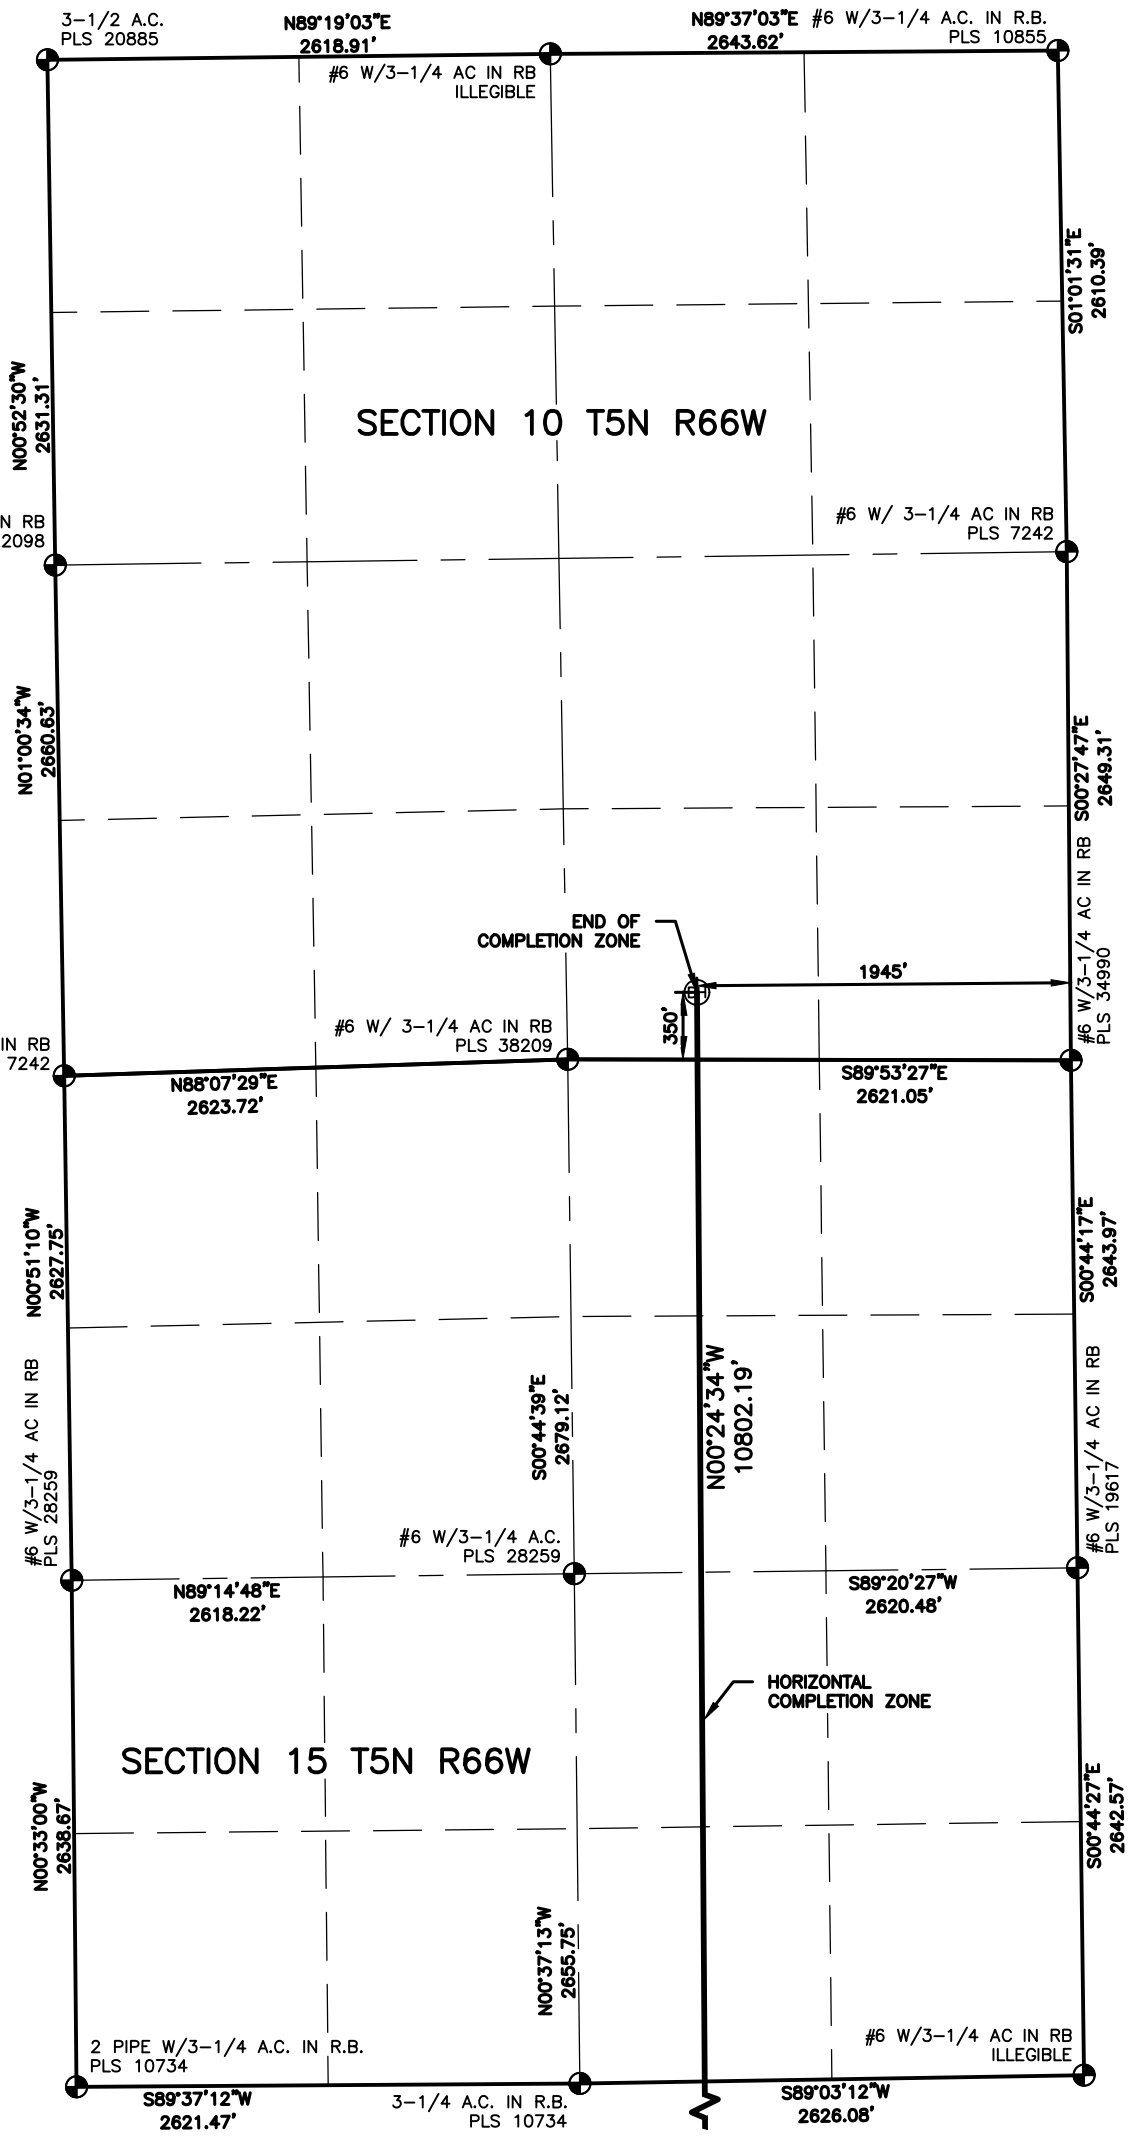 3-1/2 A.C.
PLS 20885
N89°19'03"E
2618.91'
#6 W/3-1/4 AC IN RB
ILLEGIBLE
N89°37'03"E
2643.62'
#6 W/3-1/4 A.C. IN R.B.
PLS 10855
S01°01'31"E
2610.39'
N00°52'30"W
2631.31'
SECTION 10 T5N R66W
N RB
2098
#6 W/ 3-1/4 AC IN RB
PLS 7242
N01°00'34"W
2660.63'
S00°27'47"E
2649.31'
#6 W/3-1/4 AC IN RB
PLS 34990
END OF
COMPLETION ZONE
1945'
350'
#6 W/ 3-1/4 AC IN RB
PLS 38209
IN RB
7242
N88°07'29"E
2623.72'
S89°53'27"E
2621.05'
N00°51'10"W
2627.75'
S00°44'17"E
2643.97'
N00°24'34"W
10802.19'
S00°44'39"E
2679.12'
#6 W/3-1/4 AC IN RB
PLS 28259
#6 W/3-1/4 AC IN RB
PLS 19617
#6 W/3-1/4 A.C.
PLS 28259
N89°14'48"E
2618.22'
S89°20'27"W
2620.48'
HORIZONTAL
COMPLETION ZONE
SECTION 15 T5N R66W
N00°33'00"W
2638.67'
S00°44'27"E
2642.57'
N00°37'13"W
2655.75'
2 PIPE W/3-1/4 A.C. IN R.B.
PLS 10734
#6 W/3-1/4 AC IN RB
ILLEGIBLE
S89°37'12"W
2621.47'
3-1/4 A.C. IN R.B.
PLS 10734
S89°03'12"W
2626.08'